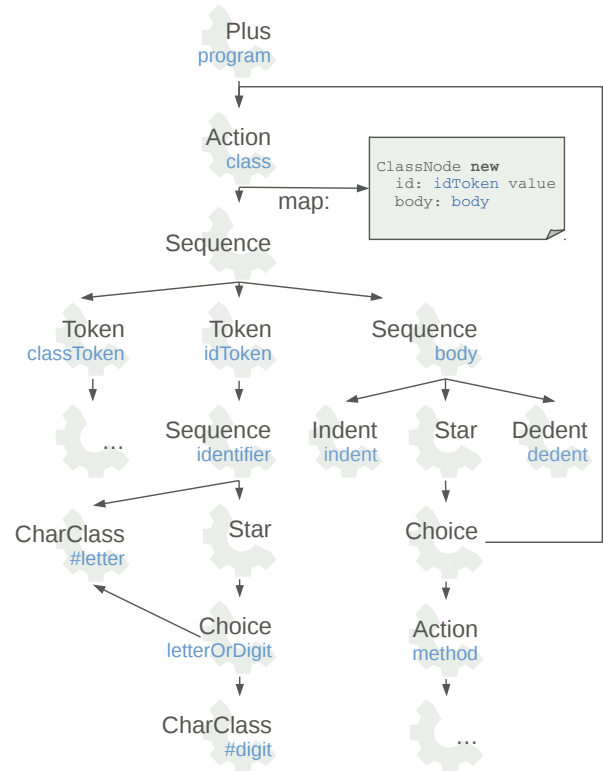 Plus
program
Action
class
map:
ClassNode new
id: idToken value
body: body
Sequence
Token
classToken
Token
idToken
Sequence
body
...
Sequence
identifier
Indent
indent
Star
Dedent
dedent
CharClass
#letter
Star
Choice
Choice
letterOrDigit
Action
method
CharClass
#digit
...